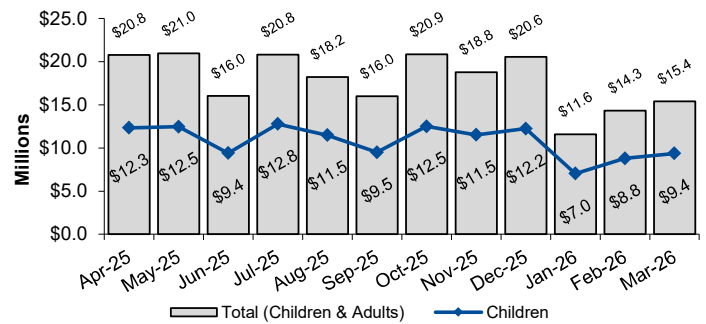 $25.0
$20.0
$15.0
$10.0
$5.0
$0.0
Millions
$20.8
$21.0
$16.0
$20.8
$18.2
$16.0
$20.9
$18.8
$20.6
$11.6
$14.3
$15.4
$12.3
$12.5
$9.4
$12.8
$11.5
$9.5
$12.5
$11.5
$12.2
$7.0
$8.8
$9.4
Apr-25
May-25
Jun-25
Jul-25
Aug-25
Sep-25
Oct-25
Nov-25
Dec-25
Jan-26
Feb-26
Mar-26
Total (Children & Adults)
Children